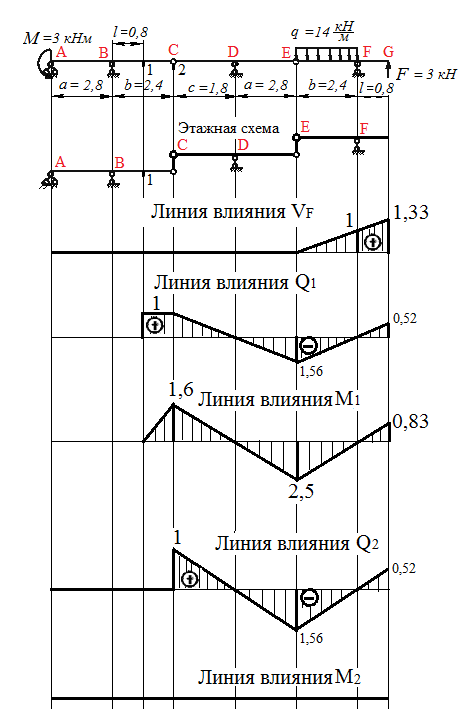 M=3 кНм
l=0,8
q=14 кН/м
A B C D E F G
1 2
F = 3 кН
a = 2,8 b=2,4 c=1,8 a = 2,8 b=2,4 l=0,8
Этажная схема
E F
C D
A B 1
Линия влияния VF
1 1,33
Линия влияния Q1
1
+
−
0,52
1,56
Линия влияния M1
1,6
0,83
2,5
Линия влияния Q2
1
+
−
0,52
1,56
Линия влияния M2